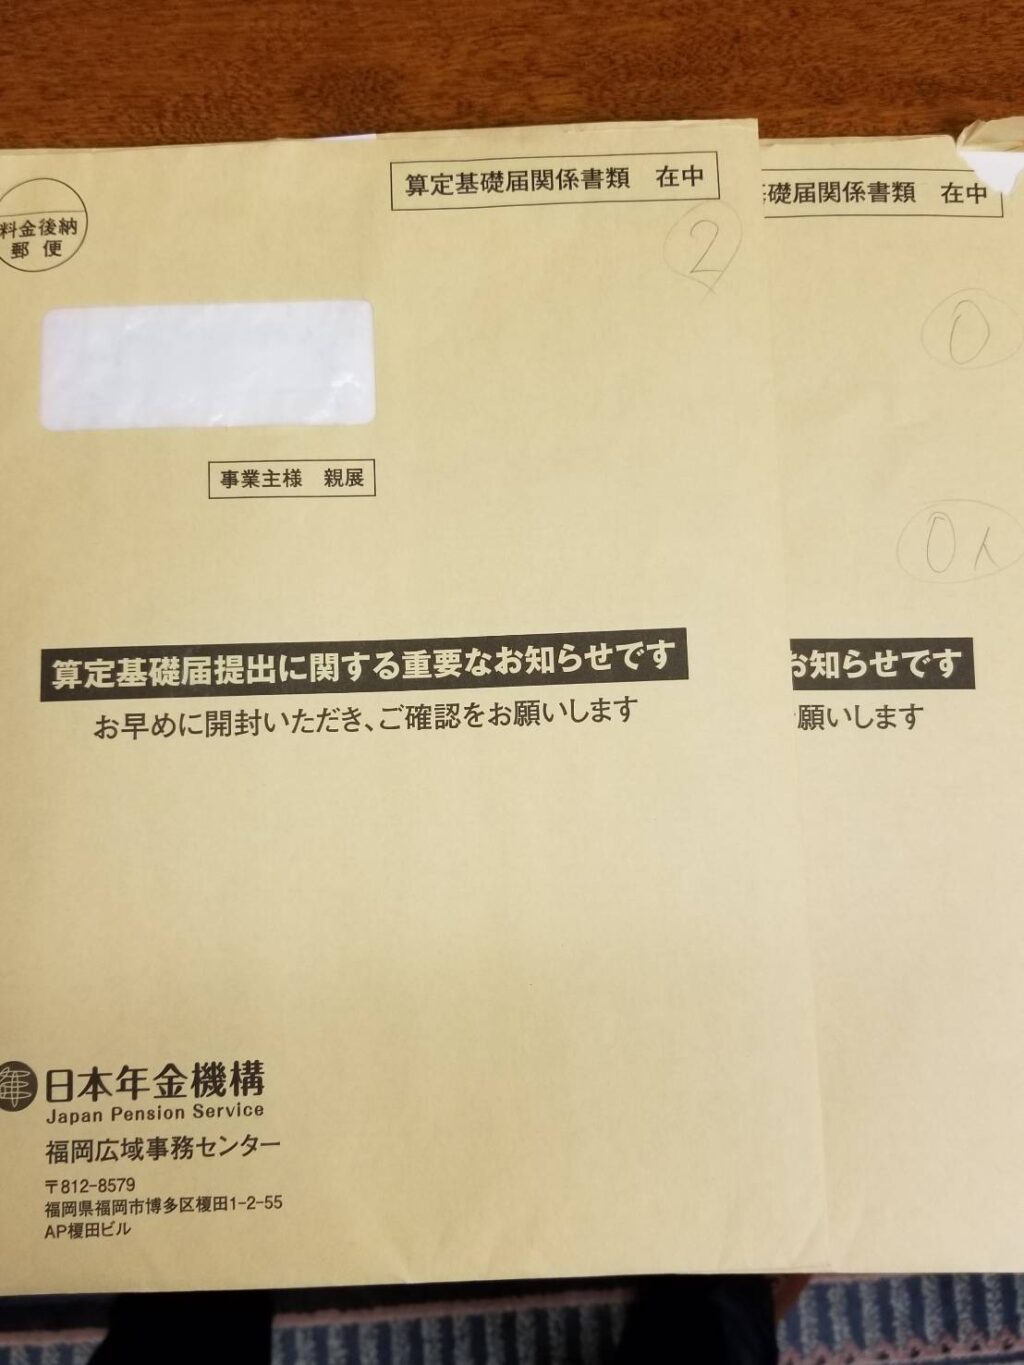 算定基礎届関係書類 在中
料金後納
郵便
2
事業主様 親展
算定基礎届提出に関する重要なお知らせです
お早めに開封いただき、ご確認をお願いします
日本年金機構
Japan Pension Service
福岡広域事務センター
〒812-8579
福岡県福岡市博多区榎田1-2-55
AP榎田ビル
礎届関係書類 在中
0
0人
お知らせです
願いします